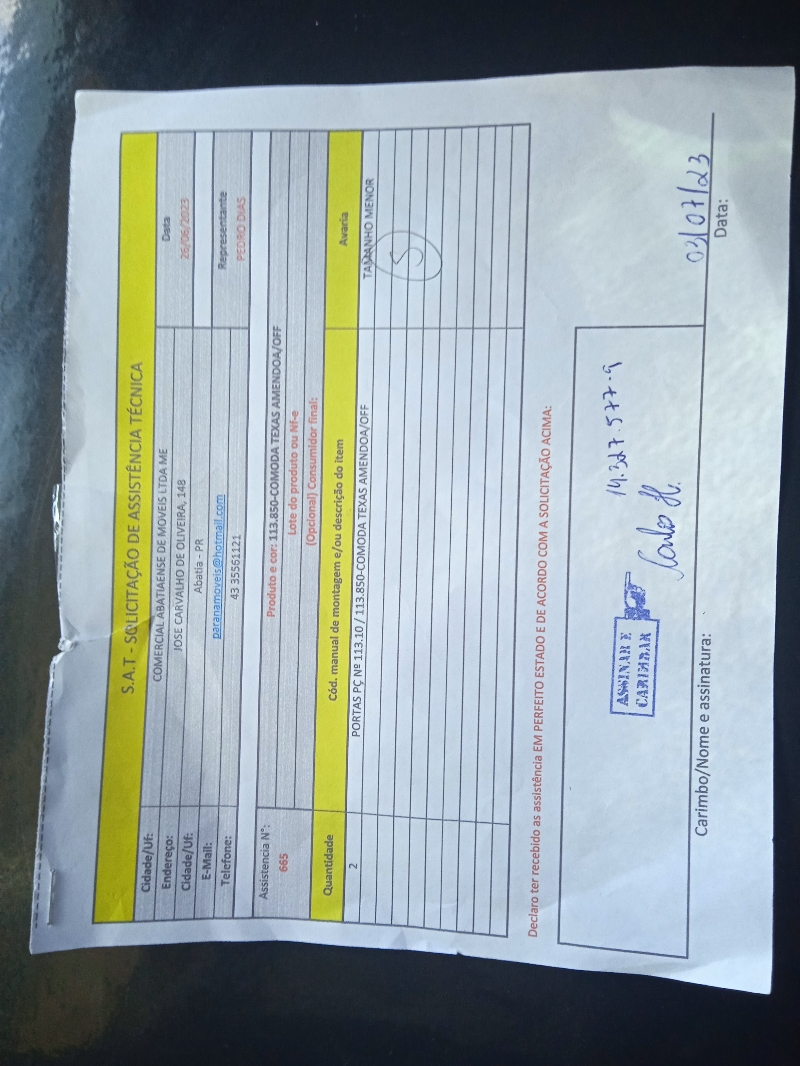 S.A.T - SOLICITAÇÃO DE ASSISTÊNCIA TÉCNICA
Cidade/Uf: COMERCIAL ABATIAENSE DE MOVEIS LTDA ME Data
Endereço: JOSE CARVALHO DE OLIVEIRA, 148 26/06/2023
Cidade/Uf: Abatia - PR
E-Mail: paranamoveis@hotmail.com Representante
Telefone: 43 35561121 PEDRO DIAS
Assistencia N°: Produto e cor: 113.850-COMODA TEXAS AMENDOA/OFF
665 Lote do produto ou Nf-e
(Opcional) Consumidor final:
Quantidade Cód. manual de montagem e/ou descrição do item Avaria
2 PORTAS PÇ Nº 113.10 / 113.850-COMODA TEXAS AMENDOA/OFF TAMANHO MENOR
5
Declaro ter recebido as assistência EM PERFEITO ESTADO E DE ACORDO COM A SOLICITAÇÃO ACIMA:
ASSINAR E
CARIMBAR
14.327.577-9
Carimbo/Nome e assinatura:
03/07/23
Data: